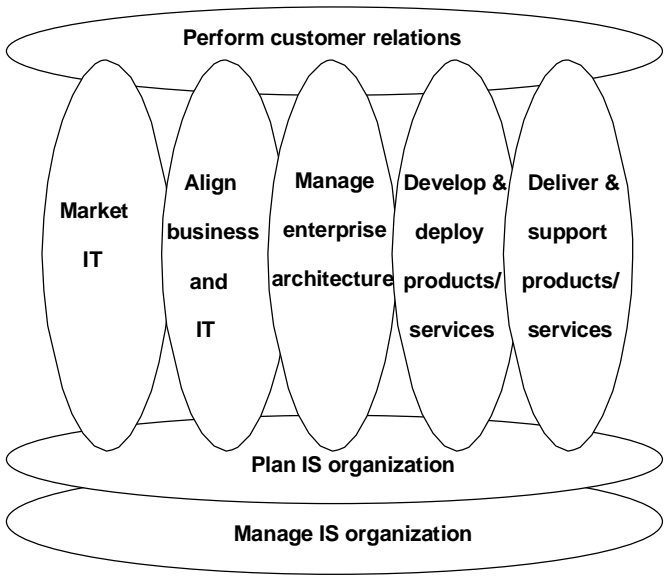 Perform customer relations
Market
IT
Align
business
and
IT
Manage
enterprise
architecture
Develop &
deploy
products/
services
Deliver &
support
products/
services
Plan IS organization
Manage IS organization